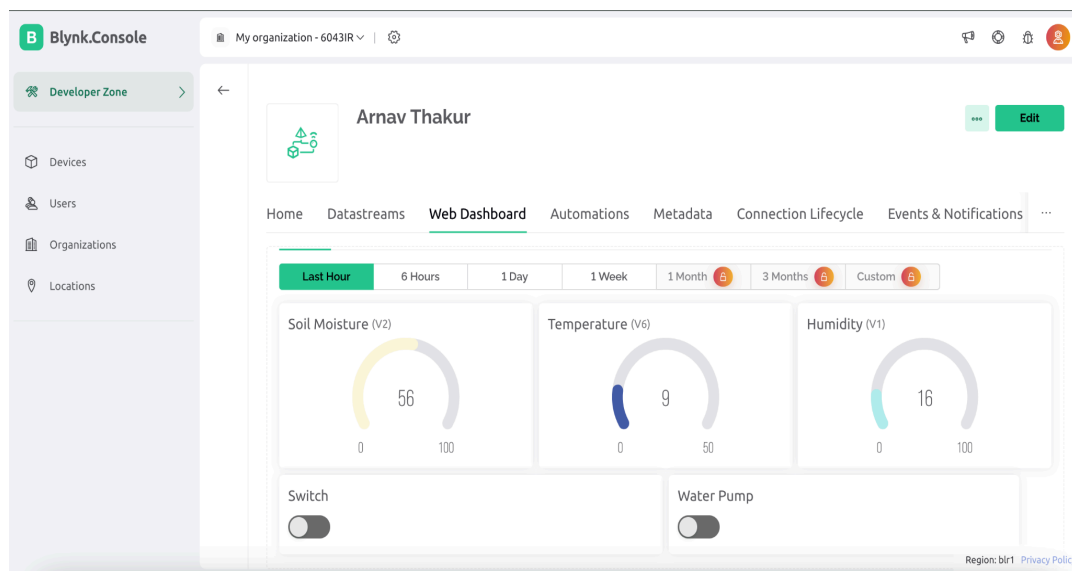 B Blynk.Console
My organization - 6043IR
Developer Zone
Devices
Users
Organizations
Locations
Arnav Thakur
Edit
Home Datastreams Web Dashboard Automations Metadata Connection Lifecycle Events & Notifications ...
Last Hour 6 Hours 1 Day 1 Week 1 Month 3 Months Custom
Soil Moisture (V2) Temperature (V6) Humidity (V1)
56 9 16
0 100 0 50 0 100
Switch Water Pump
Region: blr1 Privacy Polic